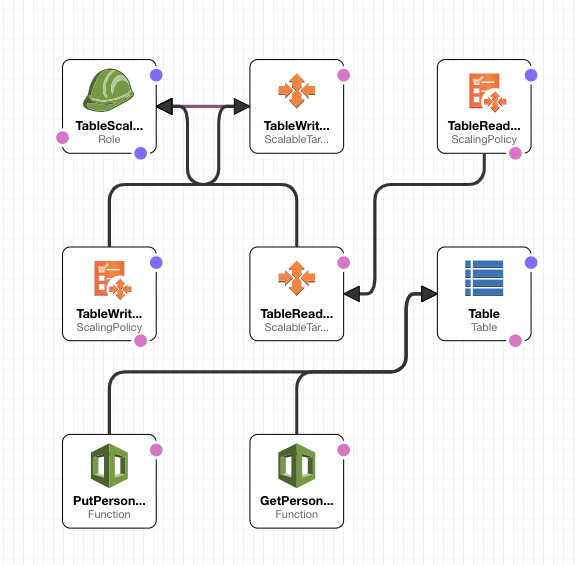 TableScal...
Role
TableWrit...
ScalableTar...
TableRead...
ScalingPolicy
TableWrit...
ScalingPolicy
TableRead...
ScalableTar...
Table
Table
PutPerson...
Function
GetPerson...
Function